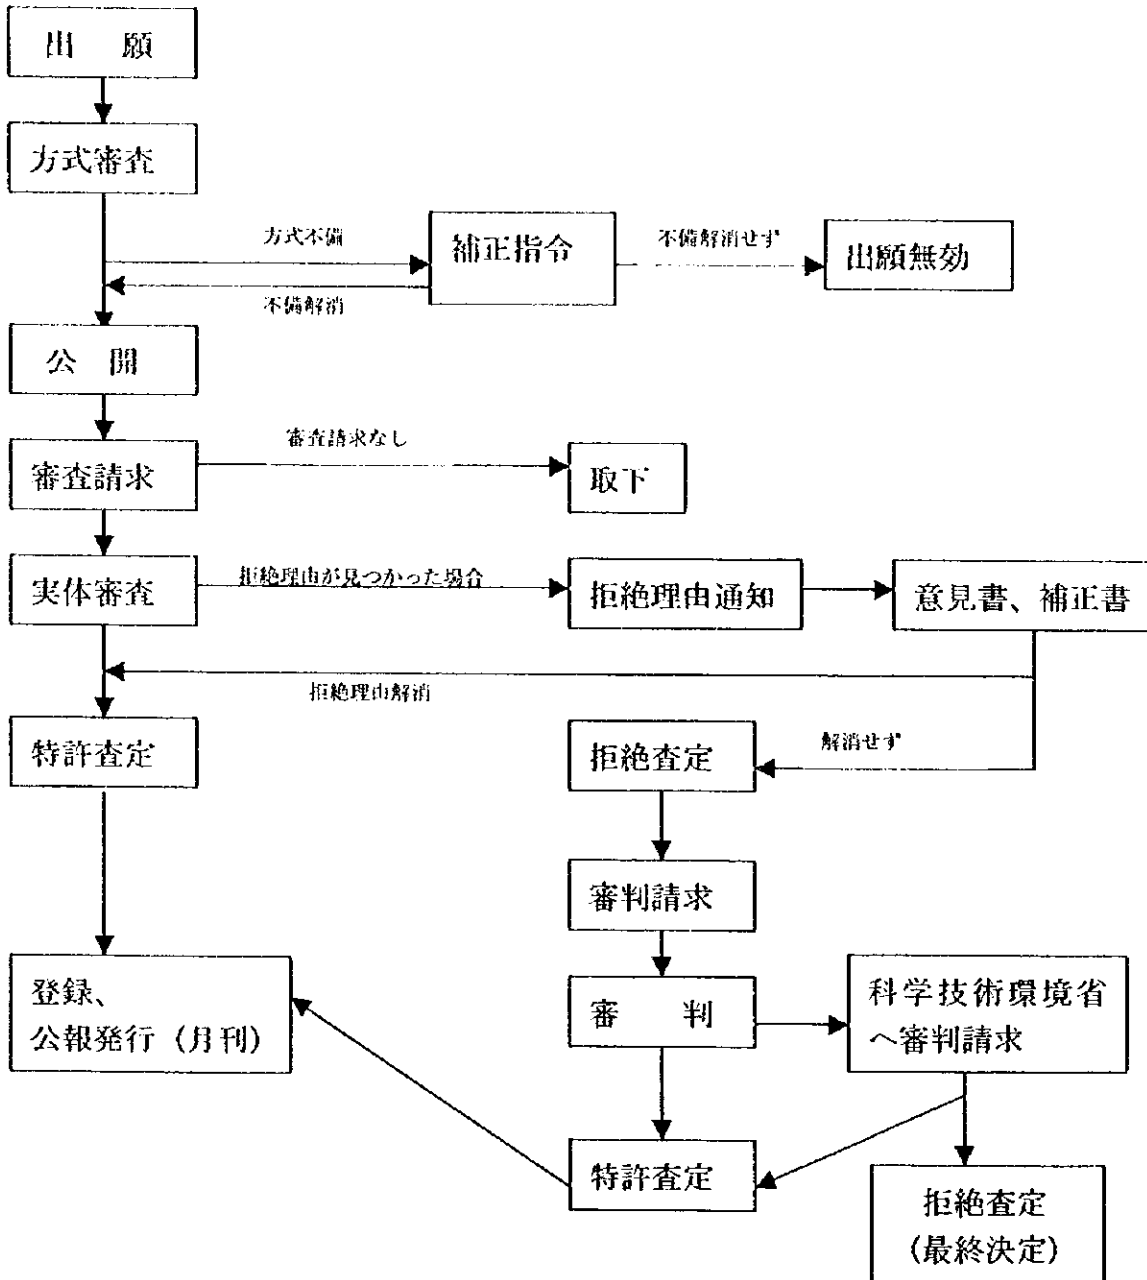 出　願
方式審査
方式不備
補正指令
不備解消せず
出願無効
不備解消
公　開
審査請求なし
審査請求
取下
実体審査
拒絶理由が見つかった場合
拒絶理由通知
意見書、補正書
拒絶理由解消
特許査定
拒絶査定
解消せず
審判請求
登録、
公報発行（月刊）
審　　判
科学技術環境省
へ審判請求
特許査定
拒絶査定
（最終決定）